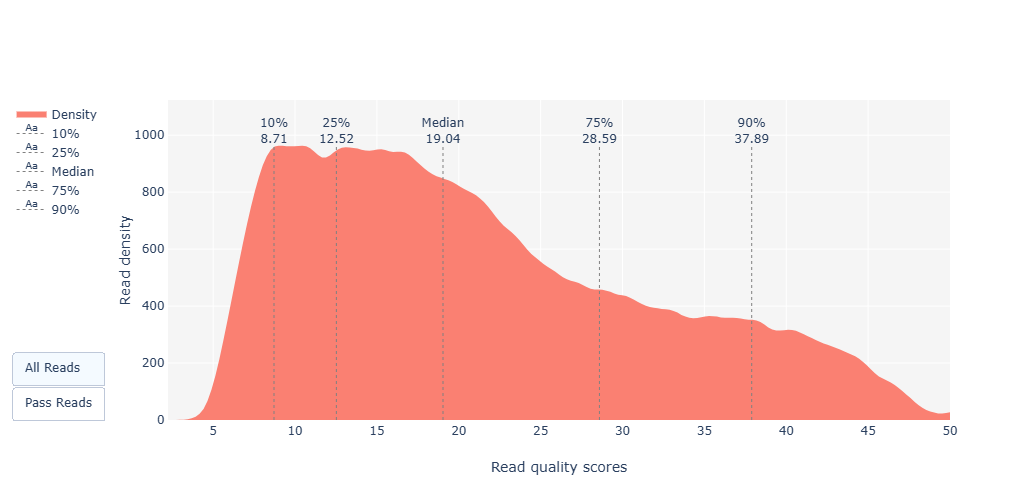 Density
Aa 10%
Aa 25%
Aa Median
Aa 75%
Aa 90%
All Reads
Pass Reads
10% 25% Median 75% 90%
8.71 12.52 19.04 28.59 37.89
Read density
1000
800
600
400
200
0
5 10 15 20 25 30 35 40 45 50
Read quality scores